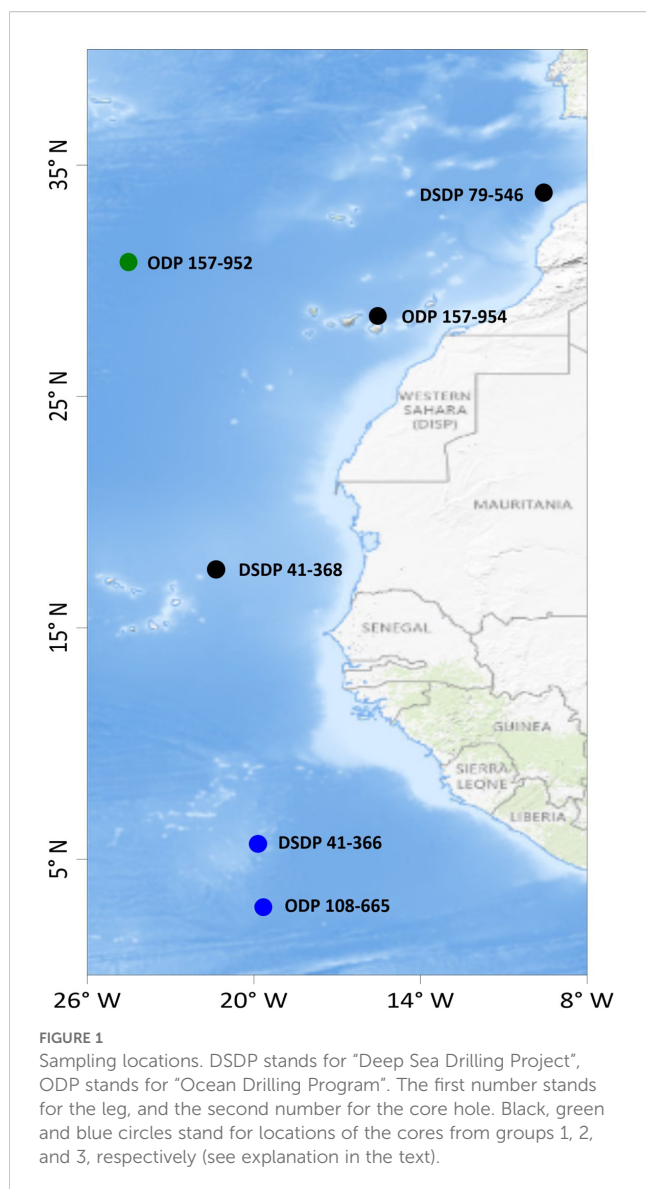 35° N
DSDP 79-546
ODP 157-952
ODP 157-954
25° N
WESTERN
SAHARA
(DISP)
MAURITANIA
DSDP 41-368
15° N
SENEGAL
GUINEA
SIERRA
LEONE
LIBERIA
DSDP 41-366
5° N
ODP 108-665
26° W
20° W
14° W
8° W
FIGURE 1
Sampling locations. DSDP stands for “Deep Sea Drilling Project”,
ODP stands for “Ocean Drilling Program”. The first number stands
for the leg, and the second number for the core hole. Black, green
and blue circles stand for locations of the cores from groups 1, 2,
and 3, respectively (see explanation in the text).